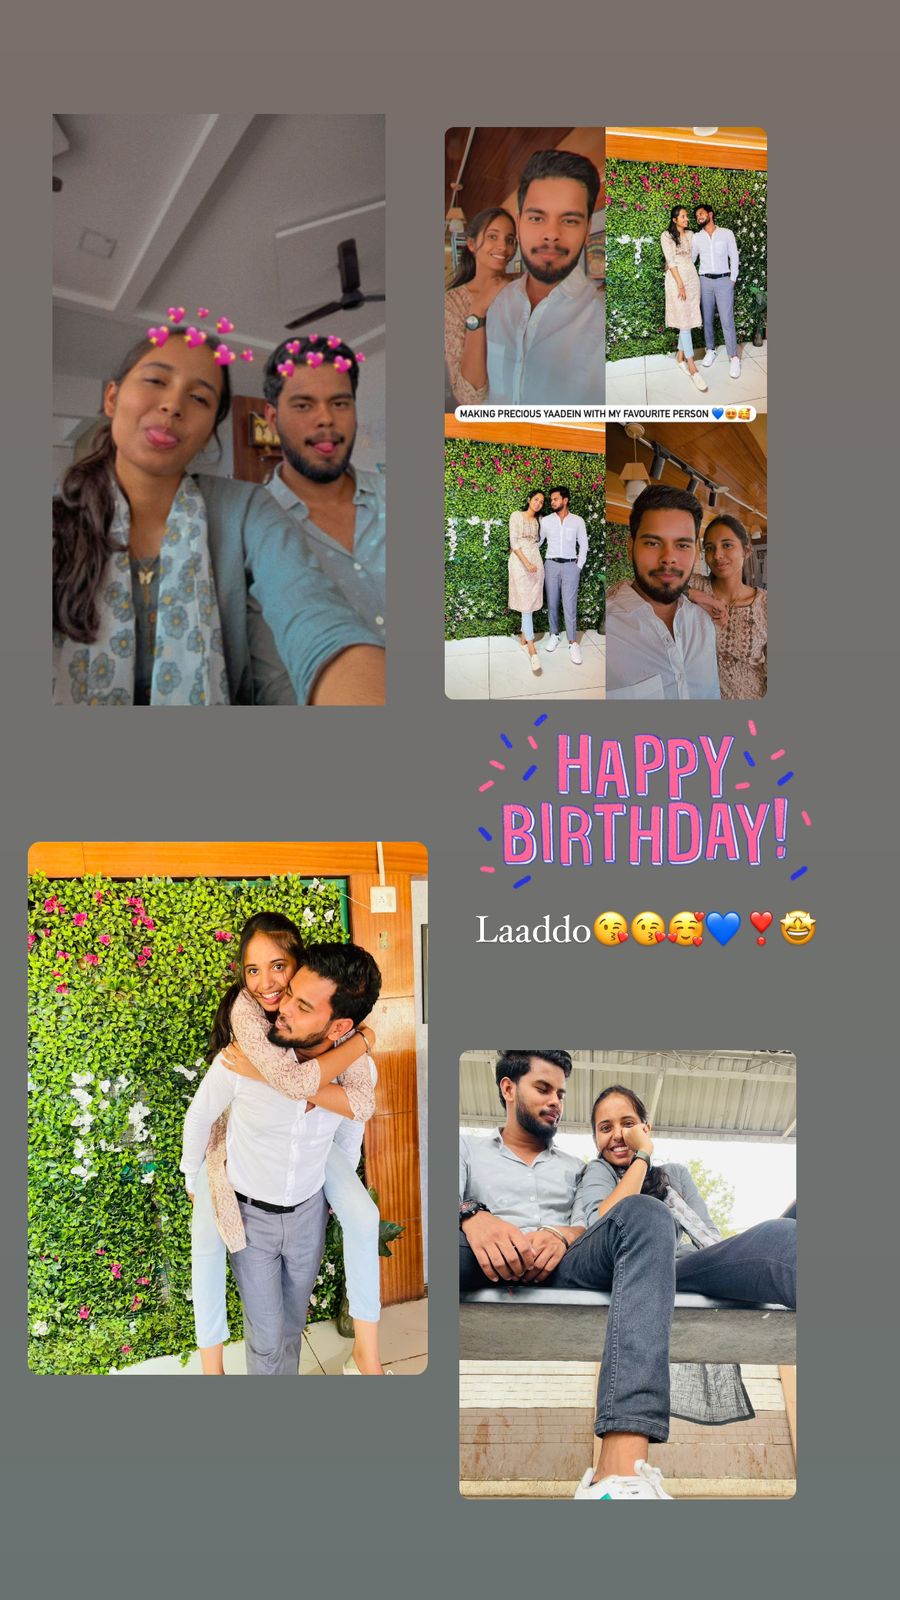 MAKING PRECIOUS YAADEIN WITH MY FAVOURITE PERSON 💙😍🥰
HAPPY
BIRTHDAY!
Laaddo😘😘🥰💙❣️🤩